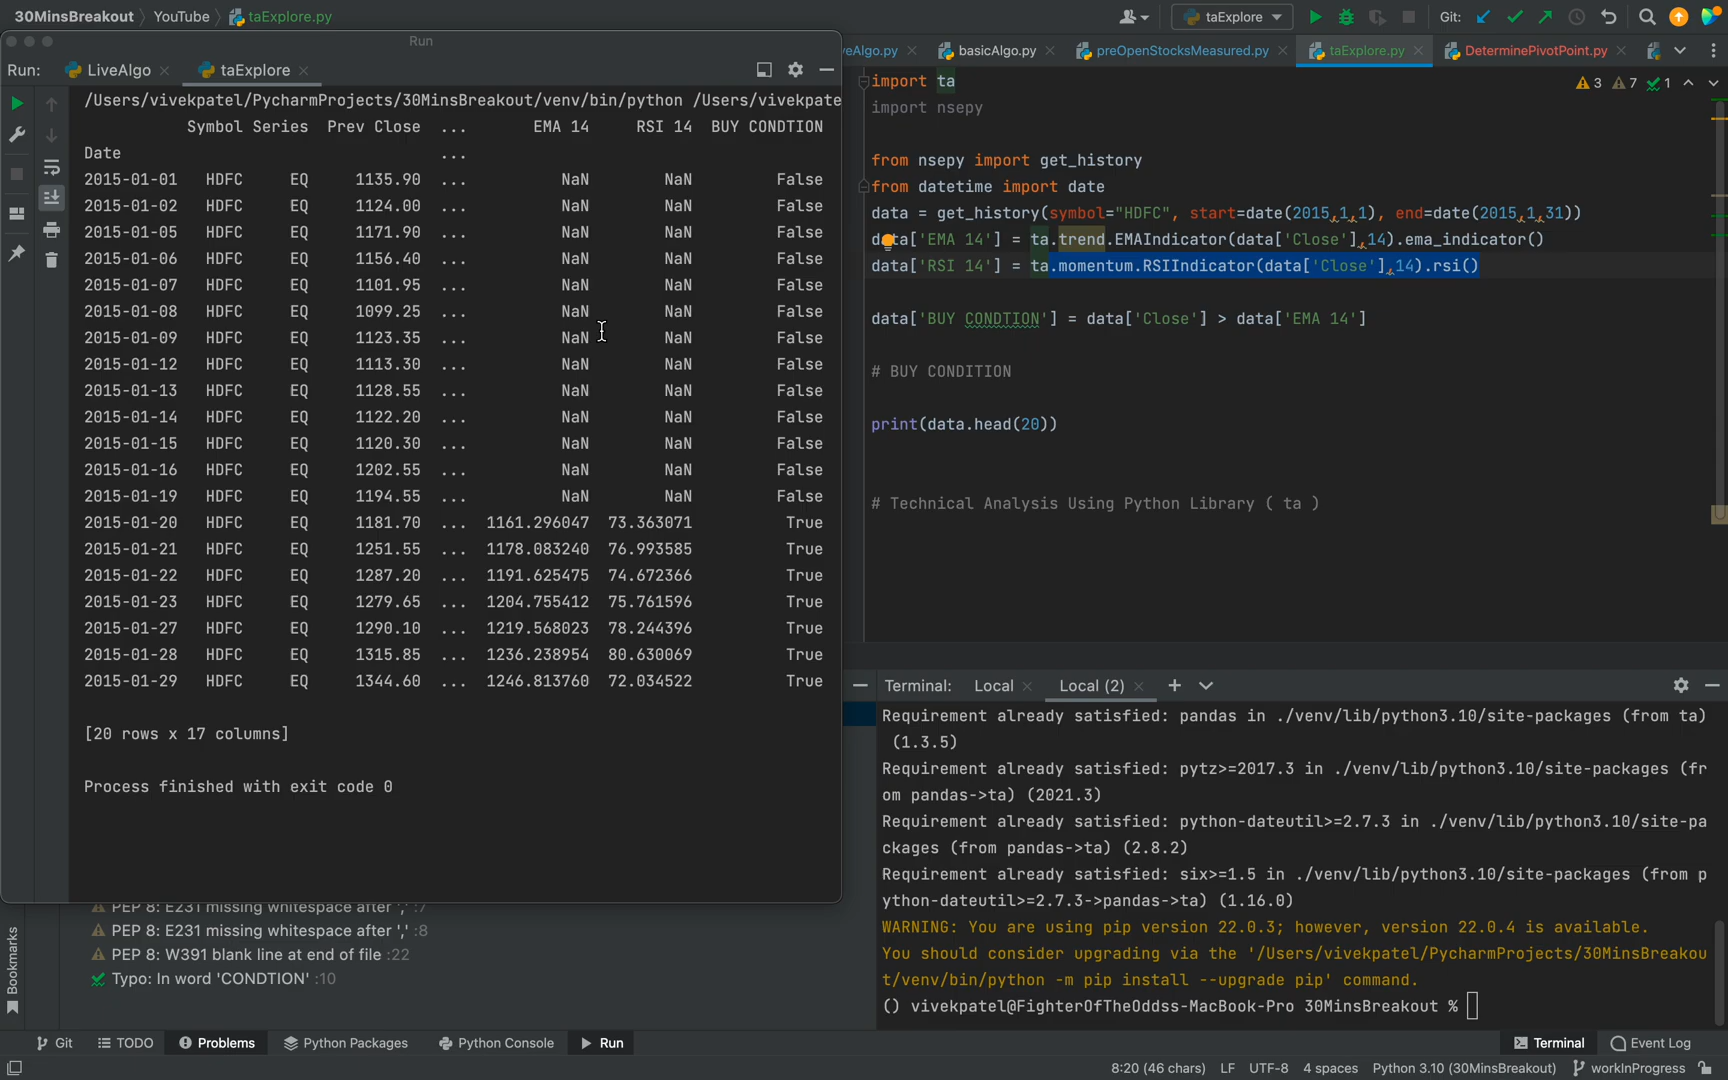 30MinsBreakout YouTube taExplore.py
taExplore
Git:
Run
Run: LiveAlgo taExplore
veAlgo.py basicAlgo.py preOpenStocksMeasured.py taExplore.py DeterminePivotPoint.py
3 7 1
/Users/vivekpatel/PycharmProjects/30MinsBreakout/venv/bin/python /Users/vivekpate
Symbol Series Prev Close ... EMA 14 RSI 14 BUY CONDTION
Date ...
2015-01-01 HDFC EQ 1135.90 ... NaN NaN False
2015-01-02 HDFC EQ 1124.00 ... NaN NaN False
2015-01-05 HDFC EQ 1171.90 ... NaN NaN False
2015-01-06 HDFC EQ 1156.40 ... NaN NaN False
2015-01-07 HDFC EQ 1101.95 ... NaN NaN False
2015-01-08 HDFC EQ 1099.25 ... NaN NaN False
2015-01-09 HDFC EQ 1123.35 ... NaN NaN False
2015-01-12 HDFC EQ 1113.30 ... NaN NaN False
2015-01-13 HDFC EQ 1128.55 ... NaN NaN False
2015-01-14 HDFC EQ 1122.20 ... NaN NaN False
2015-01-15 HDFC EQ 1120.30 ... NaN NaN False
2015-01-16 HDFC EQ 1202.55 ... NaN NaN False
2015-01-19 HDFC EQ 1194.55 ... NaN NaN False
2015-01-20 HDFC EQ 1181.70 ... 1161.296047 73.363071 True
2015-01-21 HDFC EQ 1251.55 ... 1178.083240 76.993585 True
2015-01-22 HDFC EQ 1287.20 ... 1191.625475 74.672366 True
2015-01-23 HDFC EQ 1279.65 ... 1204.755412 75.761596 True
2015-01-27 HDFC EQ 1290.10 ... 1219.568023 78.244396 True
2015-01-28 HDFC EQ 1315.85 ... 1236.238954 80.630069 True
2015-01-29 HDFC EQ 1344.60 ... 1246.813760 72.034522 True
[20 rows x 17 columns]
Process finished with exit code 0
import ta
import nsepy
from nsepy import get_history
from datetime import date
data = get_history(symbol="HDFC", start=date(2015,1,1), end=date(2015,1,31))
data['EMA 14'] = ta.trend.EMAIndicator(data['Close'],14).ema_indicator()
data['RSI 14'] = ta.momentum.RSIIndicator(data['Close'],14).rsi()
data['BUY CONDTION'] = data['Close'] > data['EMA 14']
# BUY CONDITION
print(data.head(20))
# Technical Analysis Using Python Library ( ta )
Terminal: Local Local (2)
Requirement already satisfied: pandas in ./venv/lib/python3.10/site-packages (from ta)
(1.3.5)
Requirement already satisfied: pytz>=2017.3 in ./venv/lib/python3.10/site-packages (fr
om pandas->ta) (2021.3)
Requirement already satisfied: python-dateutil>=2.7.3 in ./venv/lib/python3.10/site-pa
ckages (from pandas->ta) (2.8.2)
Requirement already satisfied: six>=1.5 in ./venv/lib/python3.10/site-packages (from p
ython-dateutil>=2.7.3->pandas->ta) (1.16.0)
WARNING: You are using pip version 22.0.3; however, version 22.0.4 is available.
You should consider upgrading via the '/Users/vivekpatel/PycharmProjects/30MinsBreakou
t/venv/bin/python -m pip install --upgrade pip' command.
() vivekpatel@FighterOfTheOddss-MacBook-Pro 30MinsBreakout %
PEP 8: E231 missing whitespace after ',' :7
PEP 8: E231 missing whitespace after ',' :8
PEP 8: W391 blank line at end of file :22
Typo: In word 'CONDTION' :10
Bookmarks
Git TODO Problems Python Packages Python Console Run Terminal Event Log
8:20 (46 chars) LF UTF-8 4 spaces Python 3.10 (30MinsBreakout) workInProgress